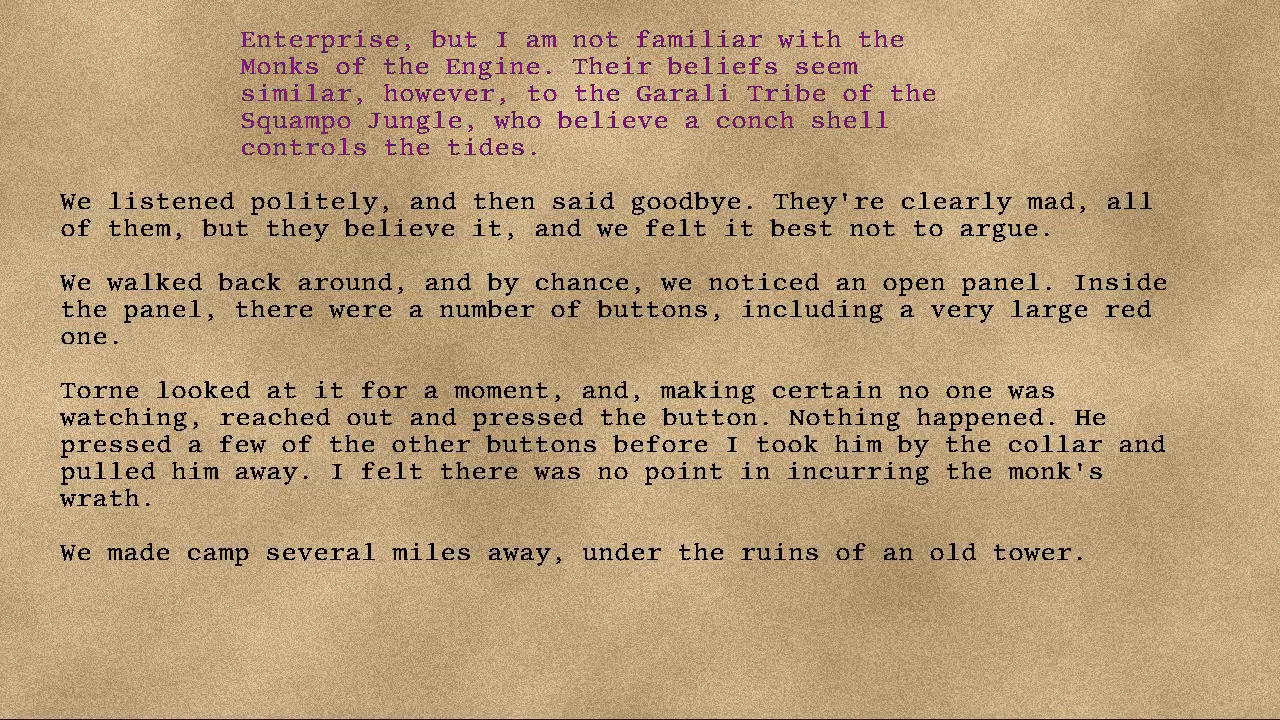 Enterprise, but I am not familiar with the
Monks of the Engine. Their beliefs seem
similar, however, to the Garali Tribe of the
Squampo Jungle, who believe a conch shell
controls the tides.
We listened politely, and then said goodbye. They're clearly mad, all
of them, but they believe it, and we felt it best not to argue.
We walked back around, and by chance, we noticed an open panel. Inside
the panel, there were a number of buttons, including a very large red
one.
Torne looked at it for a moment, and, making certain no one was
watching, reached out and pressed the button. Nothing happened. He
pressed a few of the other buttons before I took him by the collar and
pulled him away. I felt there was no point in incurring the monk's
wrath.
We made camp several miles away, under the ruins of an old tower.